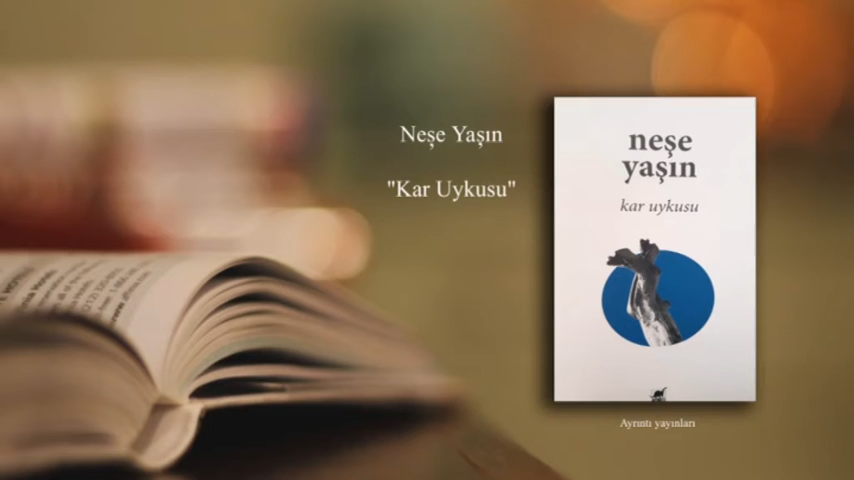 Neşe Yaşın
"Kar Uykusu"
neşe
yaşın
kar uykusu
Ayrıntı yayınları